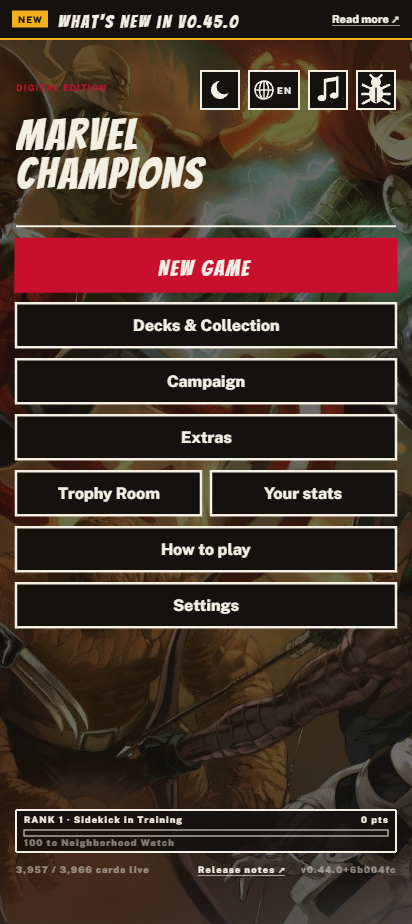 NEW WHAT'S NEW IN V0.45.0 Read more ↗
DIGITAL EDITION
EN
MARVEL
CHAMPIONS
NEW GAME
Decks & Collection
Campaign
Extras
Trophy Room Your stats
How to play
Settings
RANK 1 · Sidekick in Training 0 pts
100 to Neighborhood Watch
3,957 / 3,966 cards live Release notes ↗ v0.44.0+6b004fc